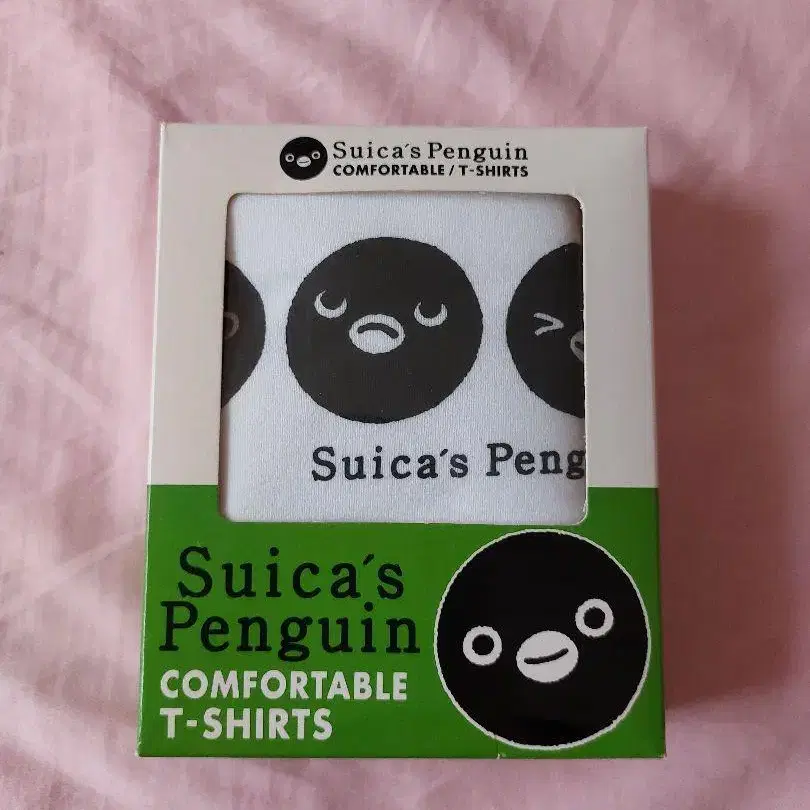 Suica's Penguin
COMFORTABLE / T-SHIRTS
Suica's Peng
Suica's
Penguin
COMFORTABLE
T-SHIRTS